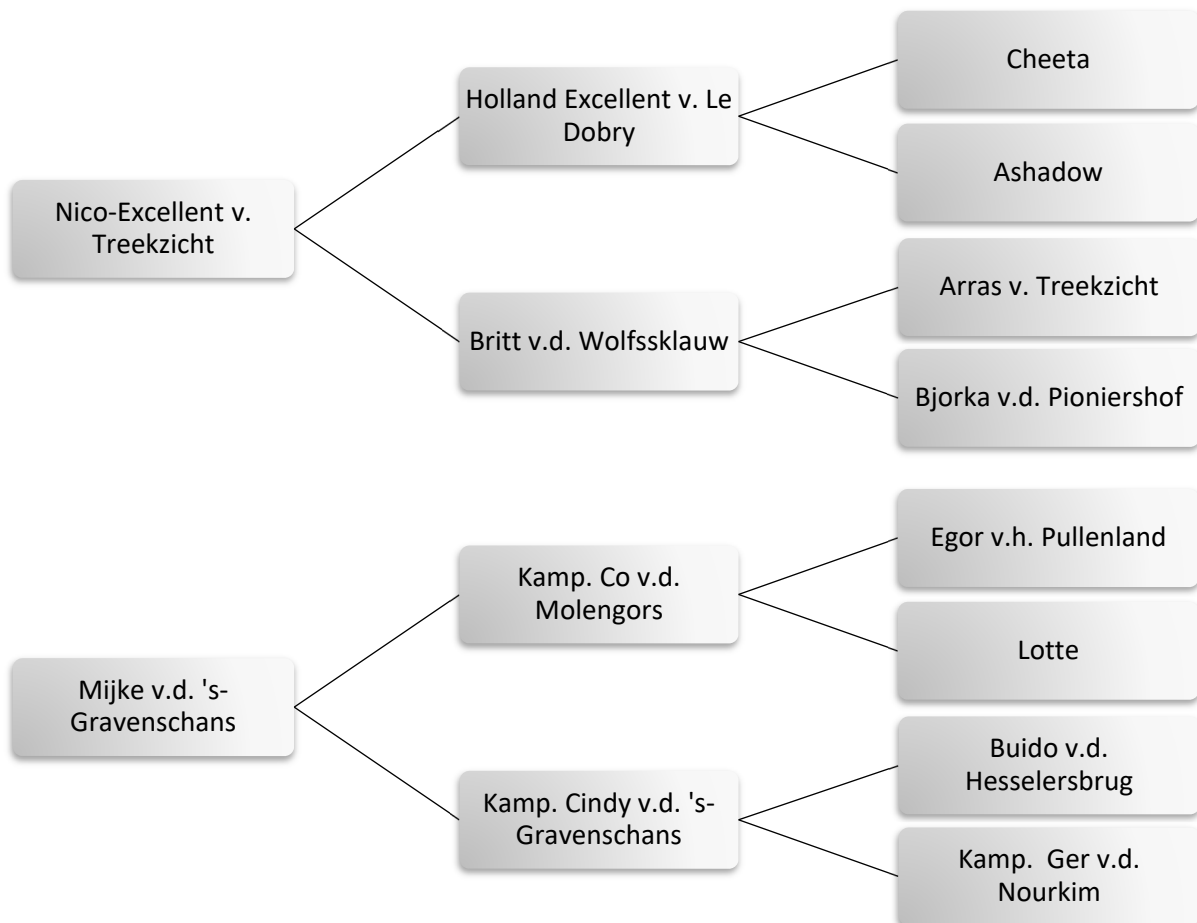 Nico-Excellent v.
Treekzicht
Holland Excellent v. Le
Dobry
Cheeta
Ashadow
Britt v.d. Wolfssklauw
Arras v. Treekzicht
Bjorka v.d. Pioniershof
Mijke v.d. 's-
Gravenschans
Kamp. Co v.d.
Molengors
Egor v.h. Pullenland
Lotte
Kamp. Cindy v.d. 's-
Gravenschans
Buido v.d.
Hesselersbrug
Kamp.  Ger v.d.
Nourkim